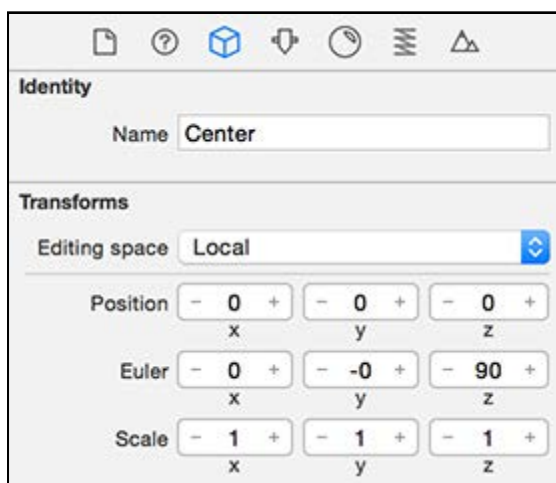 ?
Identity
Name Center
Transforms
Editing space Local
Position - 0 + - 0 + - 0 +
x y z
Euler - 0 + - -0 + - 90 +
x y z
Scale - 1 + - 1 + - 1 +
x y z